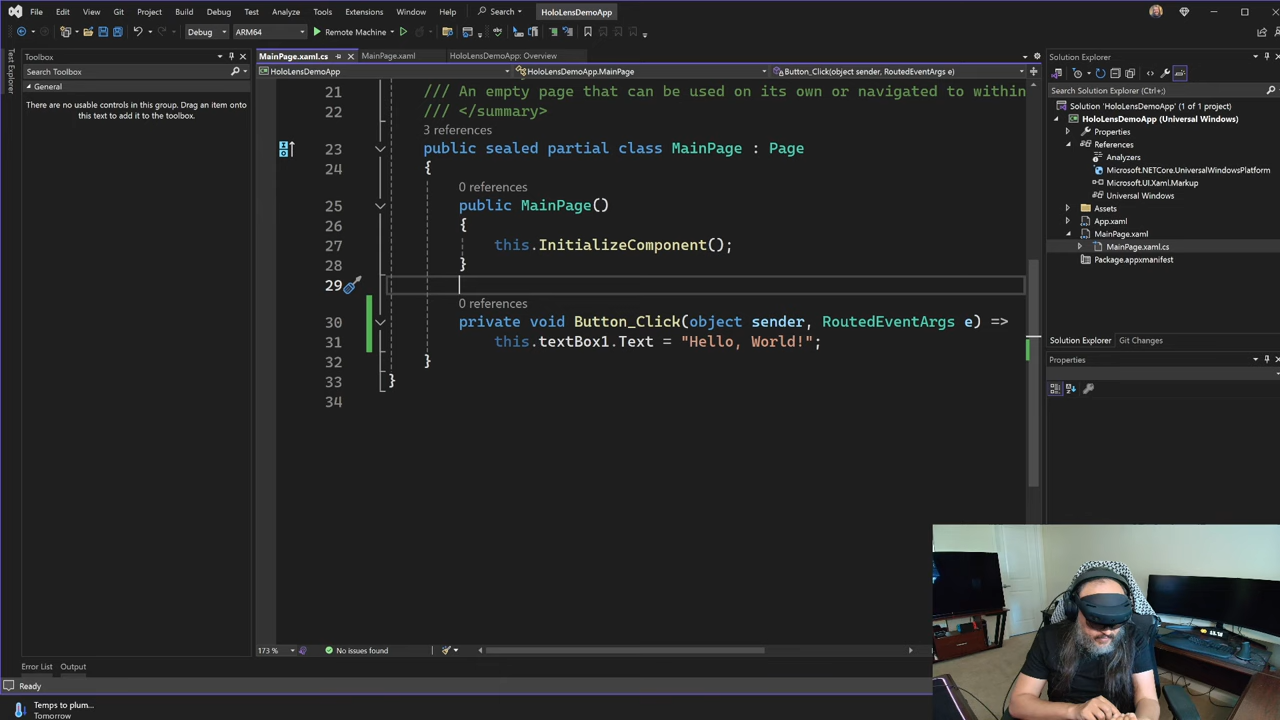 File Edit View Git Project Build Debug Test Analyze Tools Extensions Window Help Search HoloLensDemoApp
Debug ARM64 Remote Machine
Text Explorer
Toolbox
Search Toolbox
General
There are no usable controls in this group. Drag an item onto
this text to add it to the toolbox.
MainPage.xaml.cs MainPage.xaml HoloLensDemoApp: Overview
HoloLensDemoApp HoloLensDemoApp.MainPage Button_Click(object sender, RoutedEventArgs e)
21 /// An empty page that can be used on its own or navigated to within
22 /// </summary>
3 references
23 public sealed partial class MainPage : Page
24 {
0 references
25 public MainPage()
26 {
27 this.InitializeComponent();
28 }
29
0 references
30 private void Button_Click(object sender, RoutedEventArgs e) =>
31 this.textBox1.Text = "Hello, World!";
32 }
33 }
34
173 % No issues found
Solution Explorer
Search Solution Explorer (Ctrl+;)
Solution 'HoloLensDemoApp' (1 of 1 project)
HoloLensDemoApp (Universal Windows)
Properties
References
Analyzers
Microsoft.NETCore.UniversalWindowsPlatform
Microsoft.UI.Xaml.Markup
Universal Windows
Assets
App.xaml
MainPage.xaml
MainPage.xaml.cs
Package.appxmanifest
Solution Explorer Git Changes
Properties
Error List Output
Ready
Temps to plum...
Tomorrow